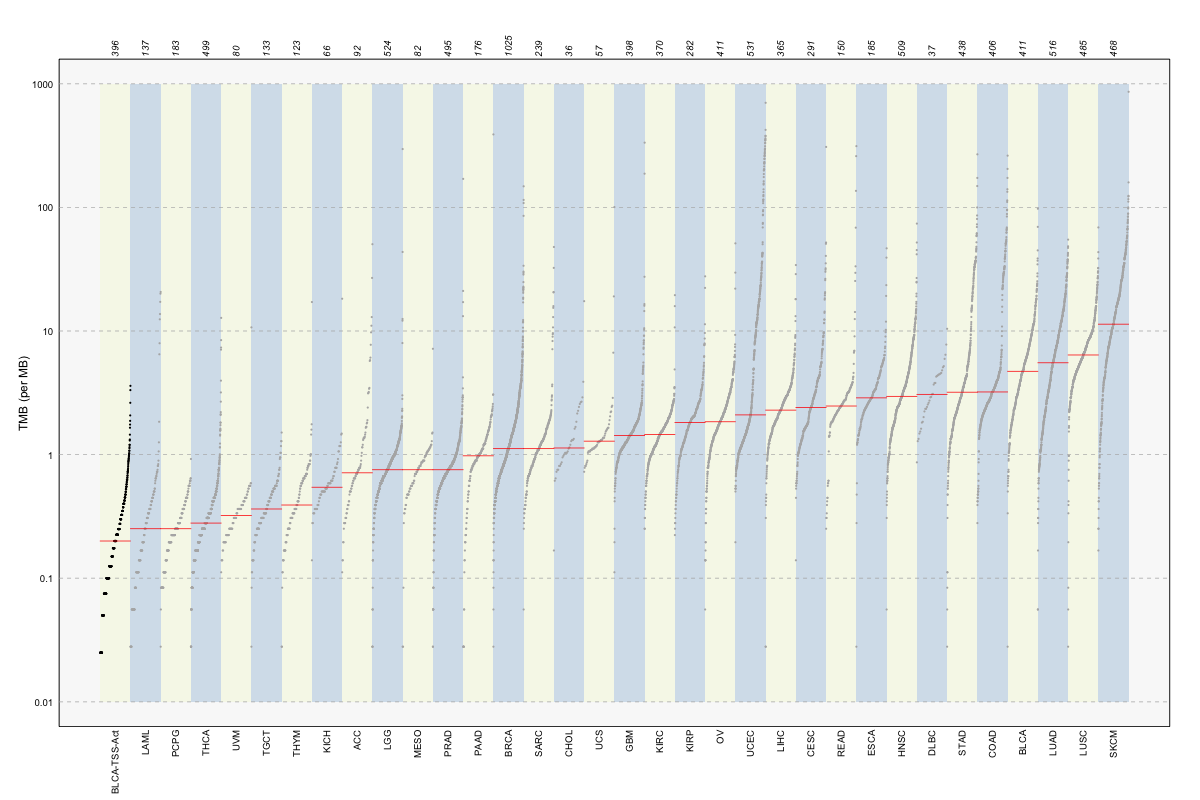 396 137 183 499 80 133 123 66 92 524 82 495 176 1025 239 36 57 398 370 282 411 531 365 291 150 185 509 37 438 406 411 516 485 468
1000
100
10
1
0.1
0.01
TMB (per MB)
BLCA-TSS-Act LAML PCPG THCA UVM TGCT THYM KICH ACC LGG MESO PRAD PAAD BRCA SARC CHOL UCS GBM KIRC KIRP OV UCEC LIHC CESC READ ESCA HNSC DLBC STAD COAD BLCA LUAD LUSC SKCM